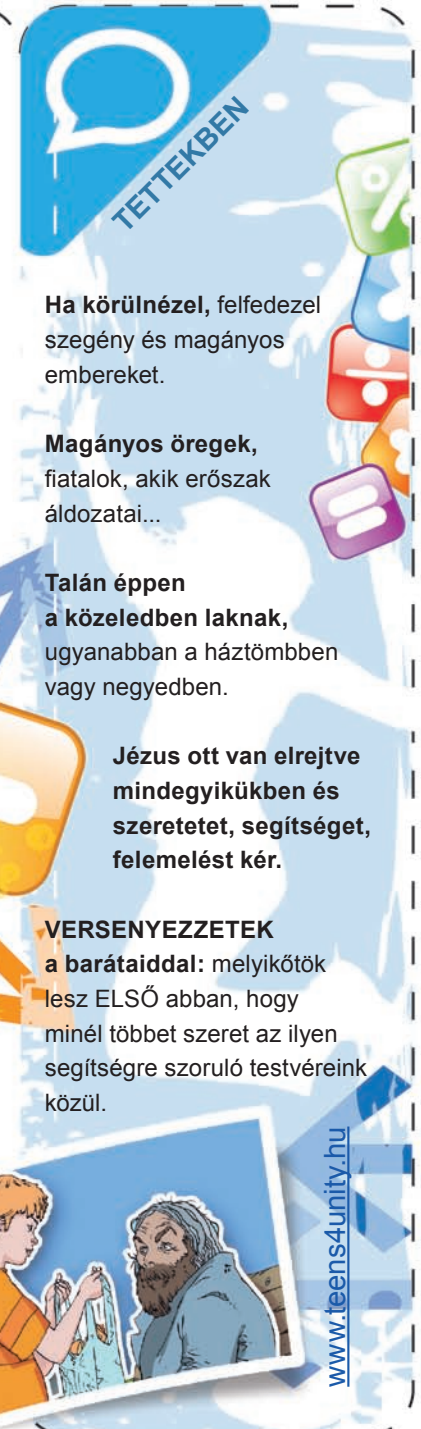 TETTEKBEN
Ha körülnézel, felfedezel
szegény és magányos
embereket.
Magányos öregek,
fiatalok, akik erőszak
áldozatai...
Talán éppen
a közeledben laknak,
ugyanabban a háztömbben
vagy negyedben.
Jézus ott van elrejtve
mindegyikükben és
szeretetet, segítséget,
felemelést kér.
VERSENYEZZETEK
a barátaiddal: melyikőtök
lesz ELSŐ abban, hogy
minél többet szeret az ilyen
segítségre szoruló testvéreink
közül.
www.teens4unity.hu